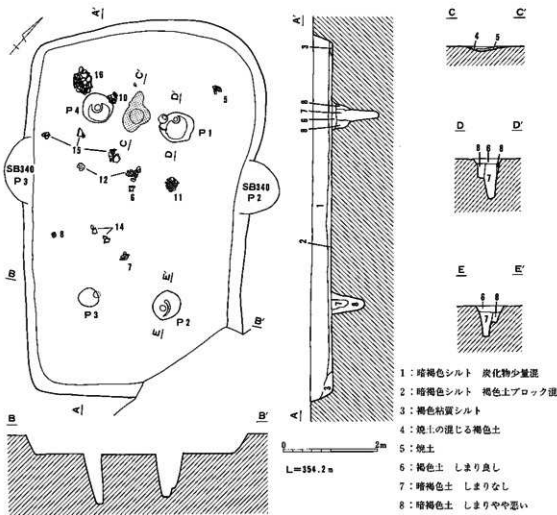 A'
C C'
A'
4 5
3
16
10
C'
D'
5
P4
P1
8
7
6
8
D D'
15
C
D
8 6 8
7
SB340
P3
12
6
11
SB340
P2
1
2
B
8
14
7
E'
E E'
P3
P2
7 8
6
7 8
E
B'
A
3
A
B B'
0 2m
L=354.2m
1：暗褐色シルト 炭化物少量混
2：暗褐色シルト 褐色土ブロック混
3：褐色粘質シルト
4：焼土の混じる褐色土
5：焼土
6：褐色土 しまり良し
7：暗褐色土 しまりなし
8：暗褐色土 しまりやや悪い